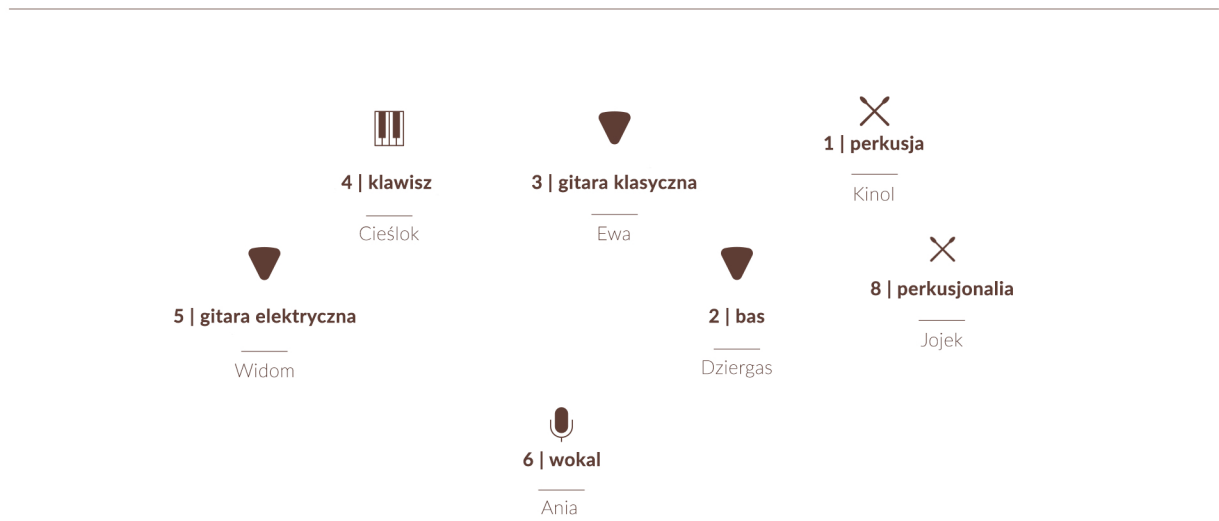 1 | perkusja
Kinol
4 | klawisz
Cieślok
3 | gitara klasyczna
Ewa
8 | perkusjonalia
Jojek
5 | gitara elektryczna
Widom
2 | bas
Dziergas
6 | wokal
Ania